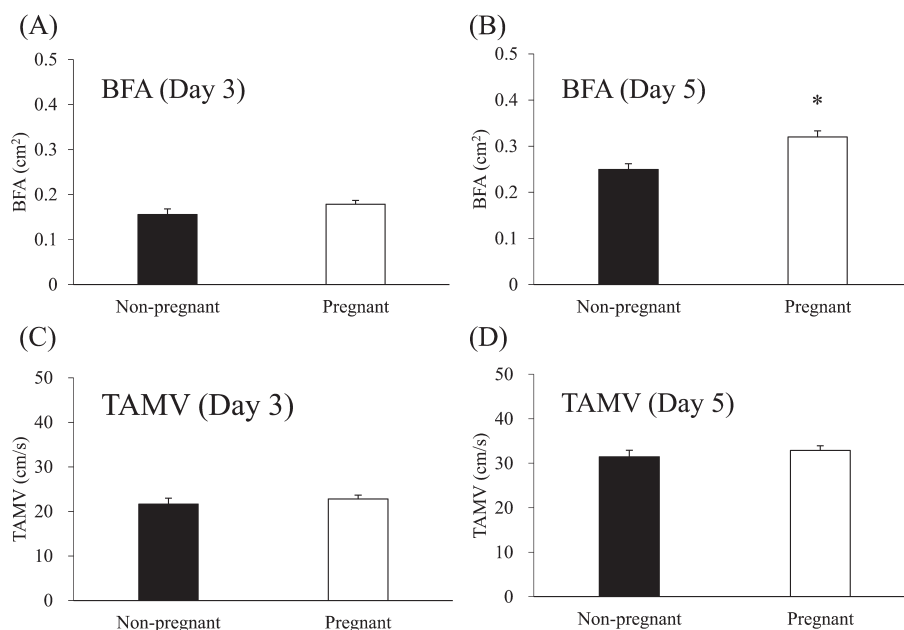 (A)
BFA (Day 3)
BFA (cm²)
0.5
0.4
0.3
0.2
0.1
0
Non-pregnant Pregnant
(B)
BFA (Day 5)
*
BFA (cm²)
0.5
0.4
0.3
0.2
0.1
0
Non-pregnant Pregnant
(C)
TAMV (Day 3)
TAMV (cm/s)
50
40
30
20
10
0
Non-pregnant Pregnant
(D)
TAMV (Day 5)
TAMV (cm/s)
50
40
30
20
10
0
Non-pregnant Pregnant